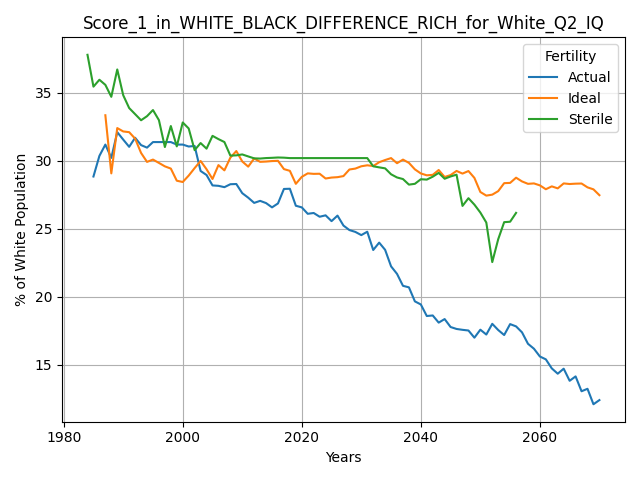 Score_1_in_WHITE_BLACK_DIFFERENCE_RICH_for_White_Q2_IQ
Fertility
Actual
Ideal
Sterile
% of White Population
35
30
25
20
15
1980
2000
2020
2040
2060
Years